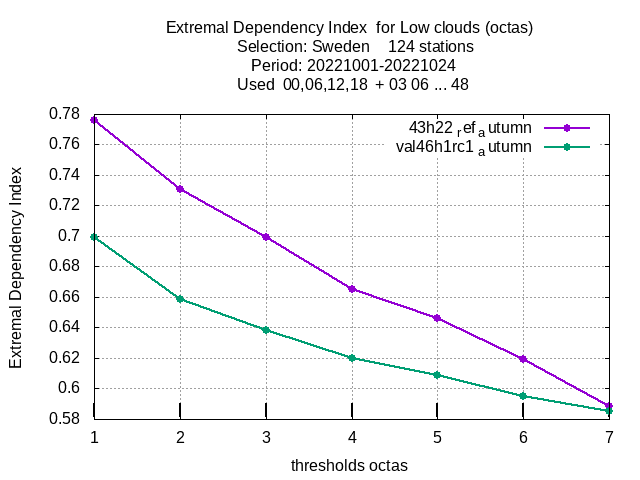 Extremal Dependency Index for Low clouds (octas)
Selection: Sweden 124 stations
Period: 20221001-20221024
Used 00,06,12,18 + 03 06 ... 48
43h22 ref autumn
val46h1rc1 autumn
0.78
0.76
0.74
0.72
0.7
0.68
0.66
0.64
0.62
0.6
0.58
Extremal Dependency Index
1 2 3 4 5 6 7
thresholds octas